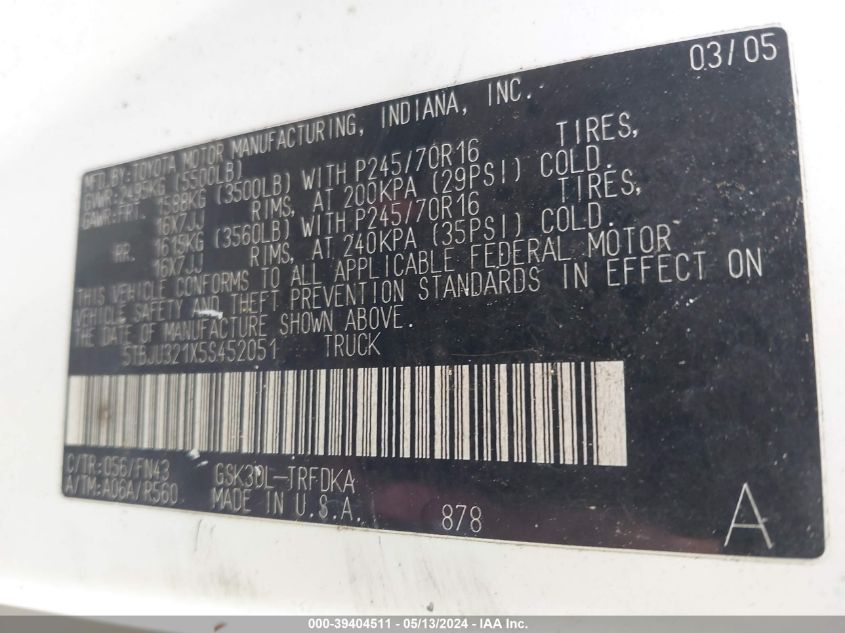 03/05
MFD.BY:TOYOTA MOTOR MANUFACTURING, INDIANA, INC.
GVWR:2495KG (5500LB)
GAWR:FRT. 1588KG (3500LB) WITH P245/70R16 TIRES,
16X7JJ RIMS, AT 200KPA (29PSI) COLD.
RR. 1615KG (3560LB) WITH P245/70R16 TIRES,
16X7JJ RIMS, AT 240KPA (35PSI) COLD.
THIS VEHICLE CONFORMS TO ALL APPLICABLE FEDERAL MOTOR
VEHICLE SAFETY AND THEFT PREVENTION STANDARDS IN EFFECT ON
THE DATE OF MANUFACTURE SHOWN ABOVE.
5TBJU321X5S452051 TRUCK
C/TR:056/FN43 GSK30L-TRFDKA
A/TM:A06A/R560 MADE IN U.S.A.
878
A
000-39404511 - 05/13/2024 - IAA Inc.